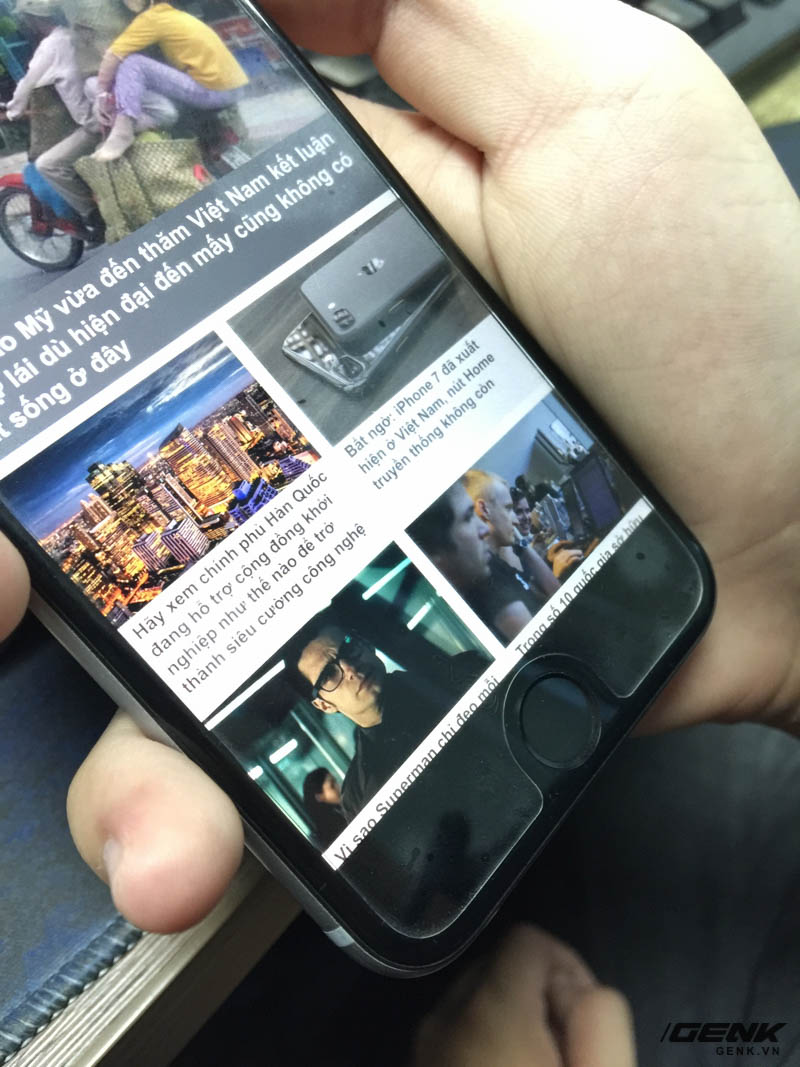 Mỹ vừa đến thăm Việt Nam kết luận
lái dù hiện đại đến mấy cũng không có
sống ở đây
Bất ngờ: iPhone 7 đã xuất
hiện ở Việt Nam, nút Home
truyền thống không còn
Hãy xem chính phủ Hàn Quốc
đang hỗ trợ cộng đồng khởi
nghiệp như thế nào để trở
thành siêu cường công nghệ
Trong số 10 quốc gia sở hữu
Vì sao Superman chỉ đeo mỗi
GENK
GENK.VN